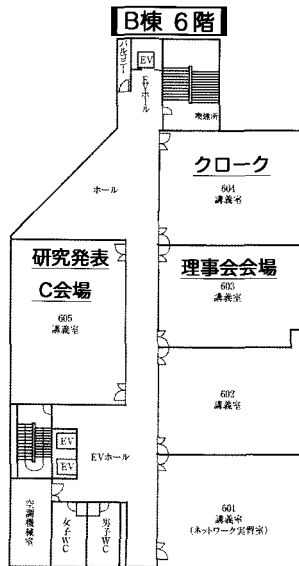 B棟 6階
バルコニー
EV
EVホール
喫煙所
クローク
604
講義室
ホール
研究発表
C会場
605
講義室
理事会会場
603
講義室
602
講義室
EV
EV
EVホール
空調機械室
女子WC
男子WC
601
講義室
(ネットワーク実習室)